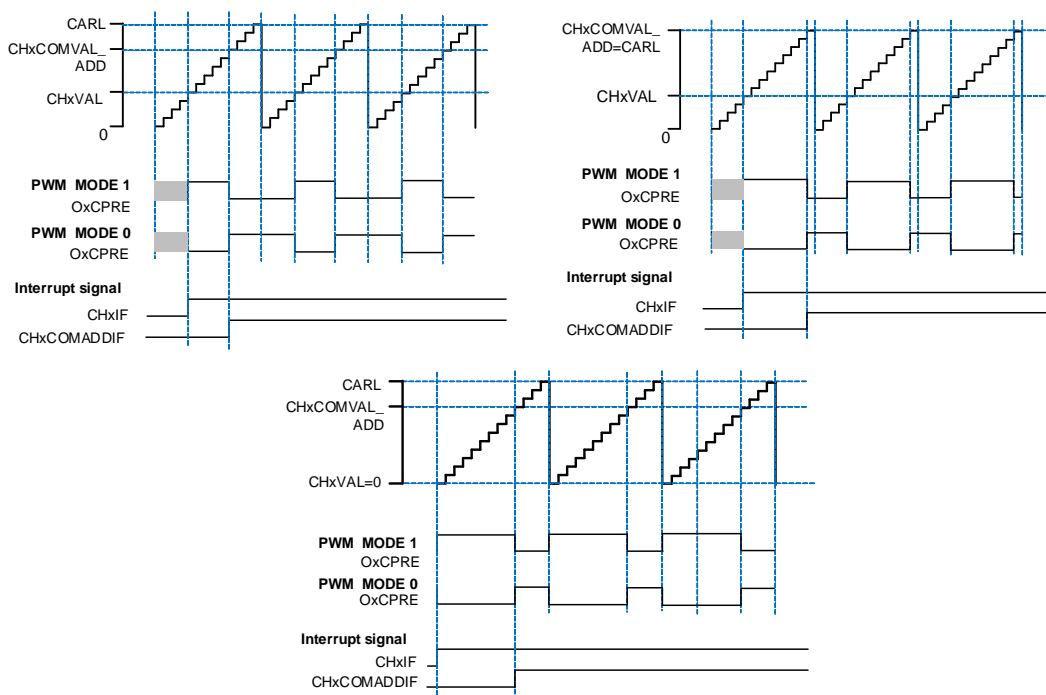 CARL
CHxCOMVAL_
ADD
CHxVAL
0
PWM MODE 1
OxCPRE
PWM MODE 0
OxCPRE
Interrupt signal
CHxIF
CHxCOMADDIF
CHxCOMVAL_
ADD=CARL
CHxVAL
0
PWM MODE 1
OxCPRE
PWM MODE 0
OxCPRE
Interrupt signal
CHxIF
CHxCOMADDIF
CARL
CHxCOMVAL_
ADD
CHxVAL=0
PWM MODE 1
OxCPRE
PWM MODE 0
OxCPRE
Interrupt signal
CHxIF
CHxCOMADDIF